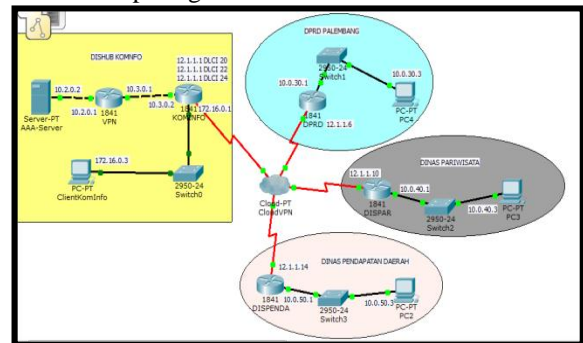 DISHUB KOMNFO
12.1.1.1 DLCI 20
12.1.1.1 DLCI 22
12.1.1.1 DLCI 24
10.2.0.2
10.3.0.1
10.2.0.1
10.3.0.2
172.16.0.1
Server-PT
AAA-Server
1841
VPN
1841
KOMINFO
172.16.0.3
PC-PT
ClientKomInfo
2950-24
Switch0
DPRD PALEMBANG
2950-24
Switch1
10.0.30.1
10.0.30.3
1841
DPRD
12.1.1.6
PC-PT
PC4
Cloud-PT
CloudVPN
DINAS PARIWISATA
12.1.1.10
10.0.40.1
1841
DISPAR
2950-24
Switch2
10.0.40.3
PC-PT
PC3
DINAS PENDAPATAN DAERAH
12.1.1.14
1841
DISPENDA
10.0.50.1
2950-24
Switch3
10.0.50.3
PC-PT
PC2